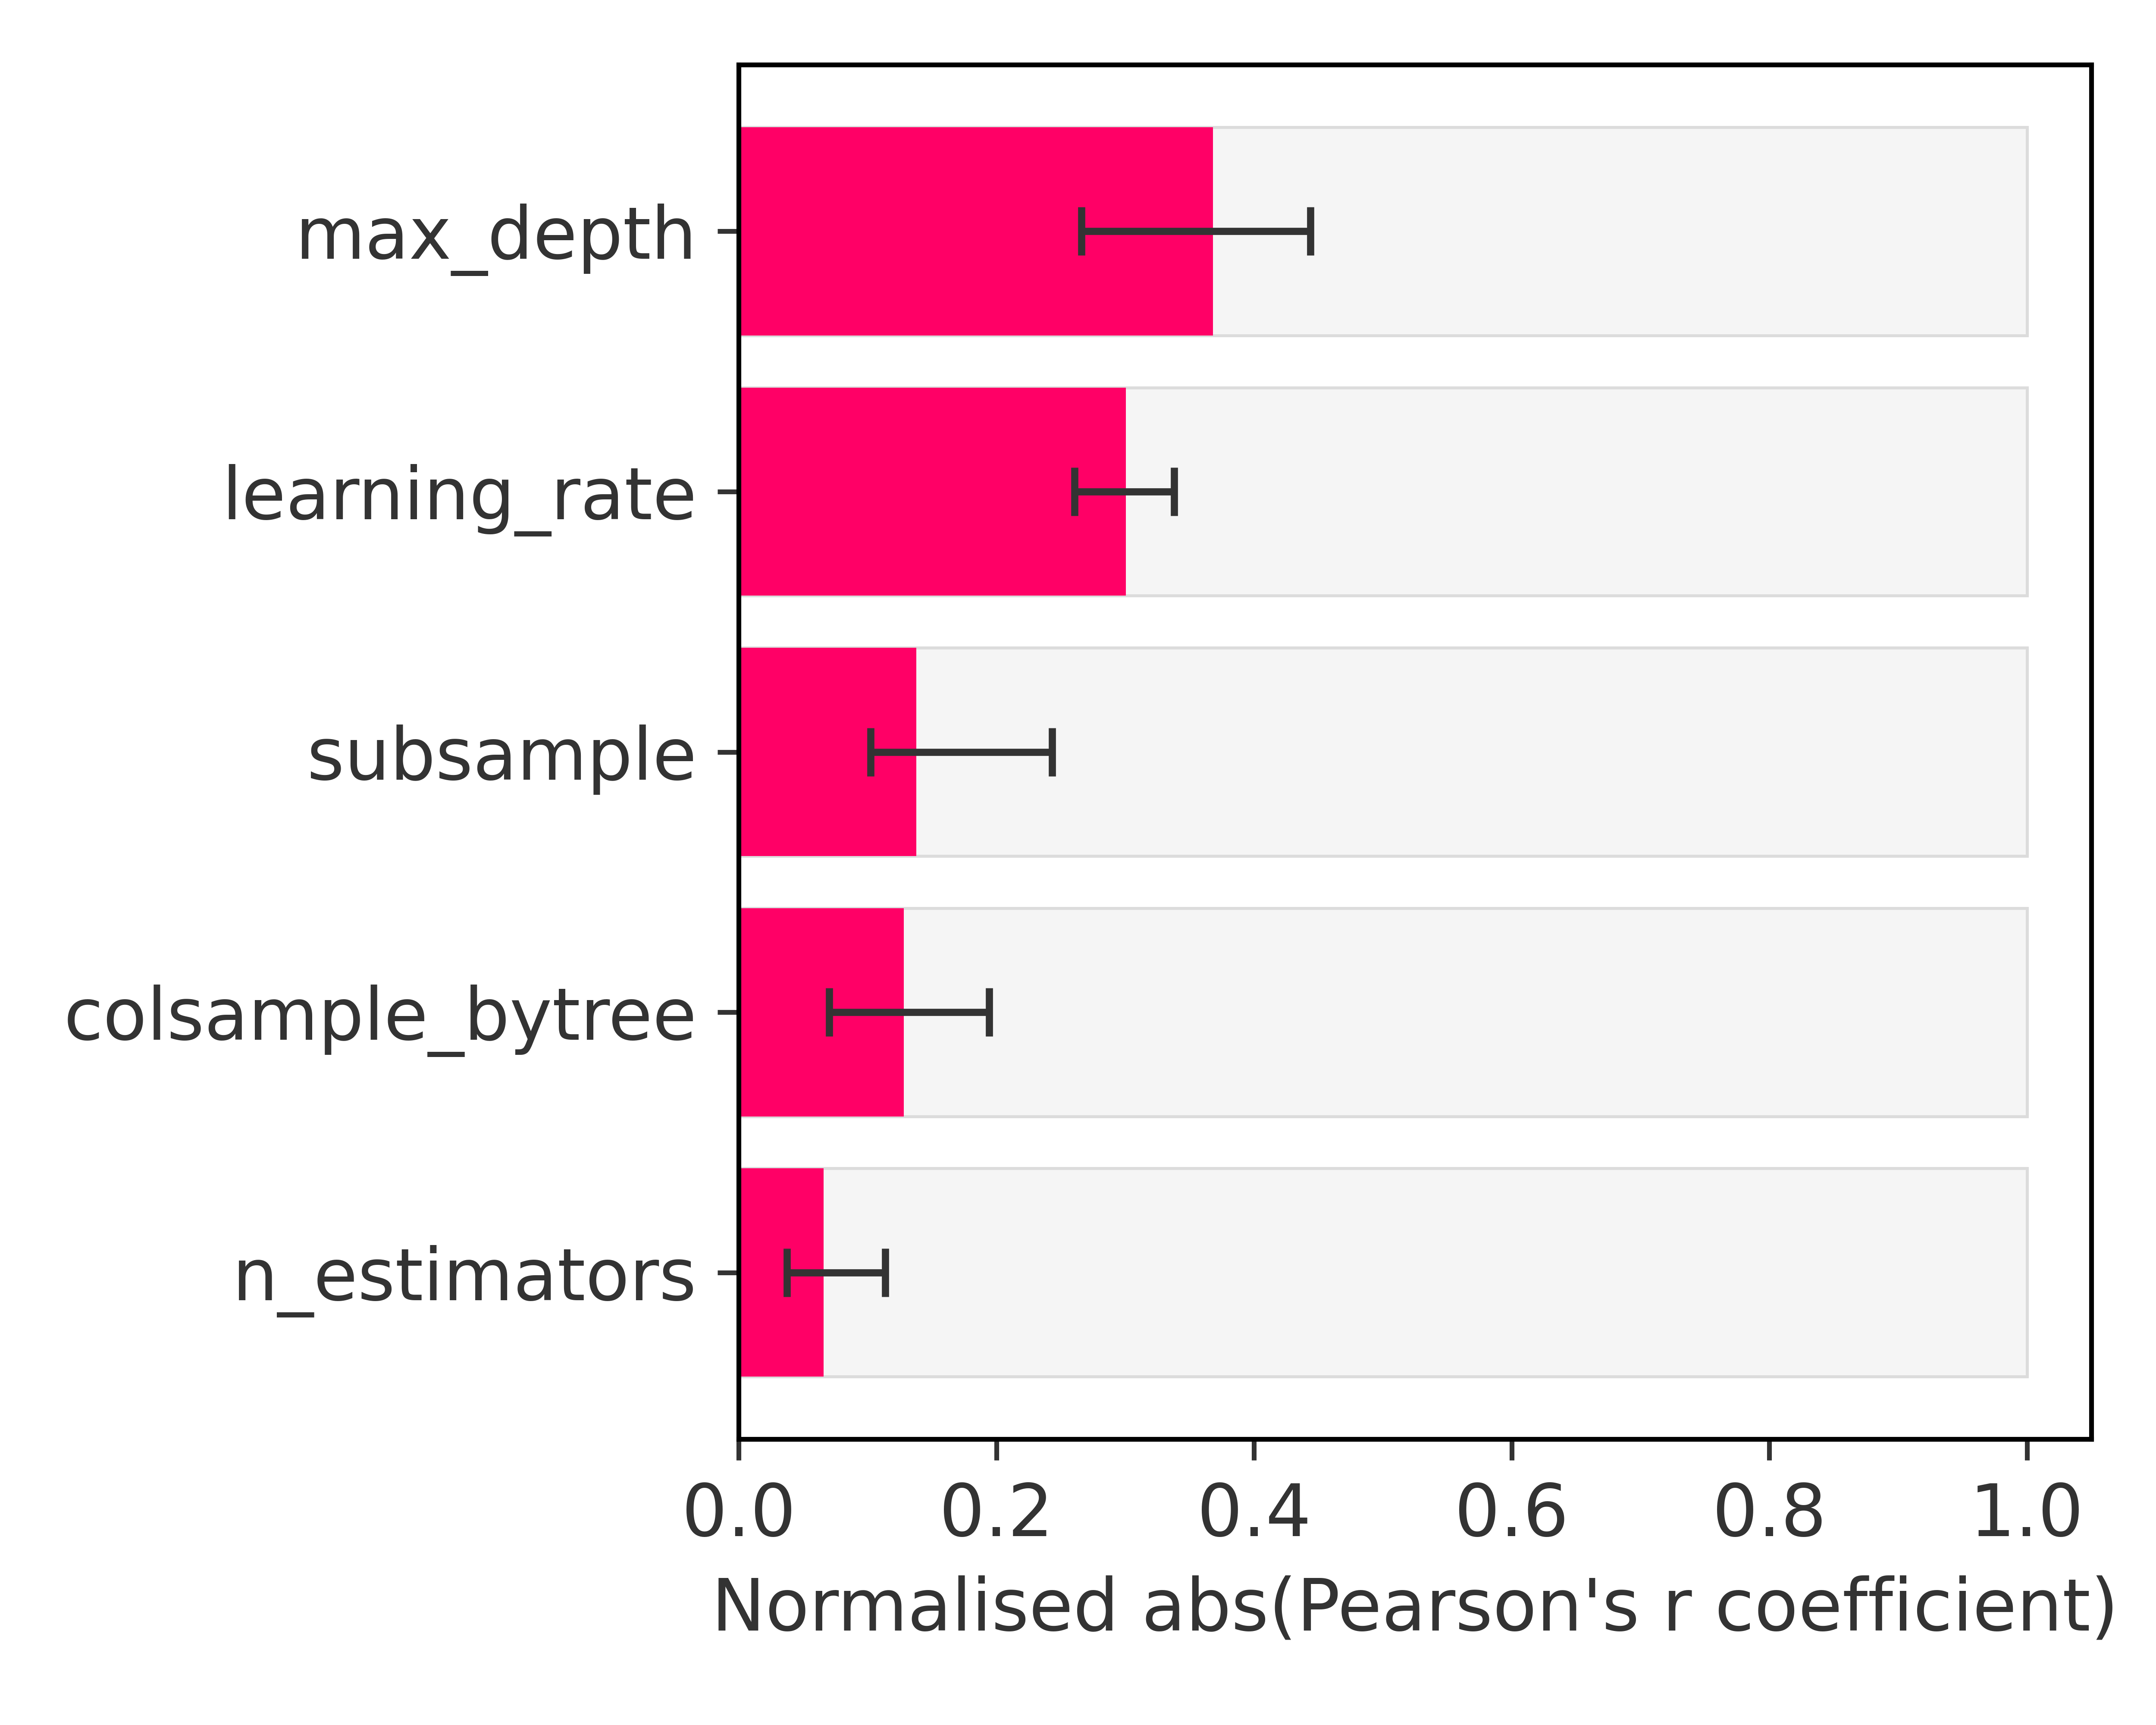 max_depth
learning_rate
subsample
colsample_bytree
n_estimators
0.0 0.2 0.4 0.6 0.8 1.0
Normalised abs(Pearson's r coefficient)